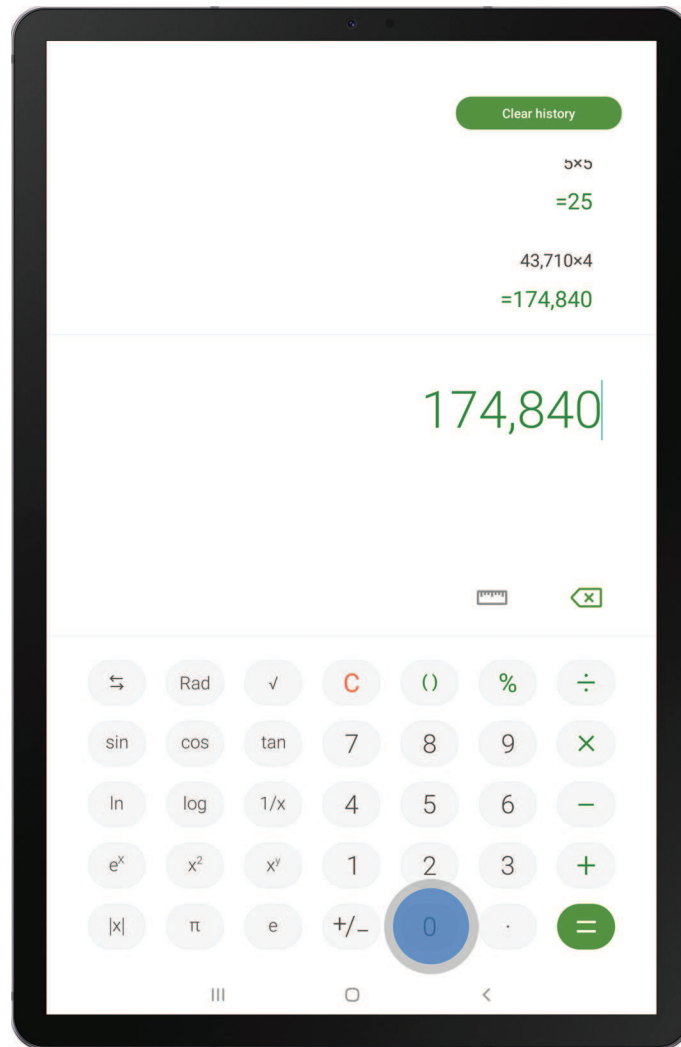 Clear history
5×5
=25
43,710×4
=174,840
174,840
⇆ Rad √ C () % ÷
sin cos tan 7 8 9 ×
ln log 1/x 4 5 6 −
eˣ x² xʸ 1 2 3 +
|x| π e +/− 0 . =